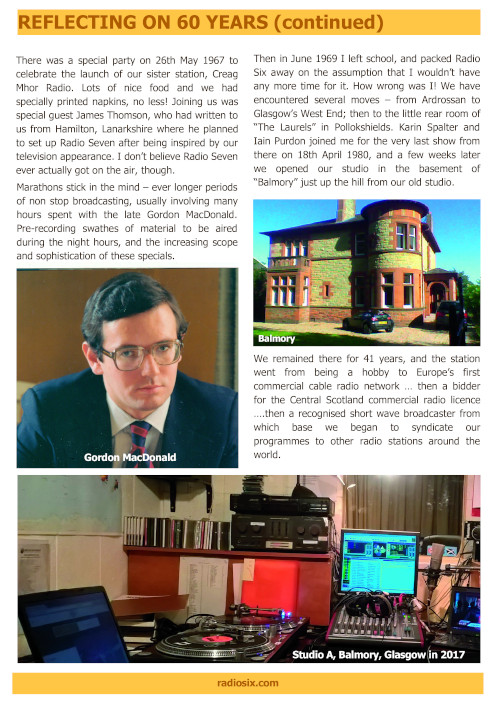 REFLECTING ON 60 YEARS (continued)
There was a special party on 26th May 1967 to
celebrate the launch of our sister station, Creag
Mhor Radio. Lots of nice food and we had
specially printed napkins, no less! Joining us was
special guest James Thomson, who had written to
us from Hamilton, Lanarkshire where he planned
to set up Radio Seven after being inspired by our
television appearance. I don’t believe Radio Seven
ever actually got on the air, though.
Marathons stick in the mind – ever longer periods
of non stop broadcasting, usually involving many
hours spent with the late Gordon MacDonald.
Pre-recording swathes of material to be aired
during the night hours, and the increasing scope
and sophistication of these specials.
Gordon MacDonald
Then in June 1969 I left school, and packed Radio
Six away on the assumption that I wouldn’t have
any more time for it. How wrong was I! We have
encountered several moves – from Ardrossan to
Glasgow’s West End; then to the little rear room of
“The Laurels” in Pollokshields. Karin Spalter and
Iain Purdon joined me for the very last show from
there on 18th April 1980, and a few weeks later
we opened our studio in the basement of
“Balmory” just up the hill from our old studio.
Balmory
We remained there for 41 years, and the station
went from being a hobby to Europe’s first
commercial cable radio network … then a bidder
for the Central Scotland commercial radio licence
….then a recognised short wave broadcaster from
which base we began to syndicate our
programmes to other radio stations around the
world.
Studio A, Balmory, Glasgow in 2017
radiosix.com